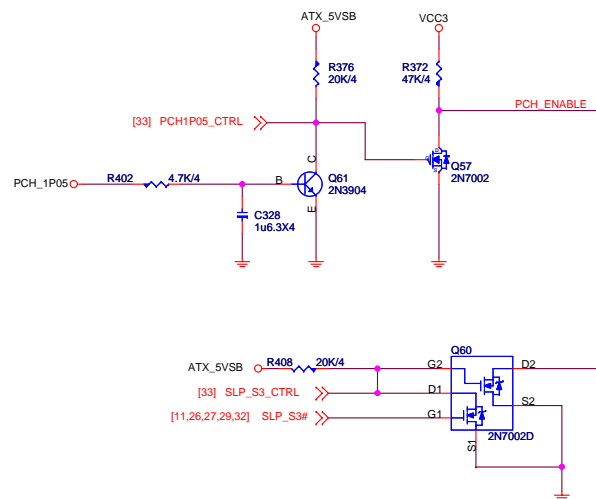 ATX_5VSB
VCC3
R376
20K/4
R372
47K/4
PCH_ENABLE
[33] PCH1P05_CTRL
C
Q57
2N7002
PCH_1P05
R402
4.7K/4
B
Q61
2N3904
E
C328
1u6.3X4
Q60
ATX_5VSB
R408
20K/4
G2
D2
[33] SLP_S3_CTRL
D1
S2
[11,26,27,29,32] SLP_S3#
G1
2N7002D
S1